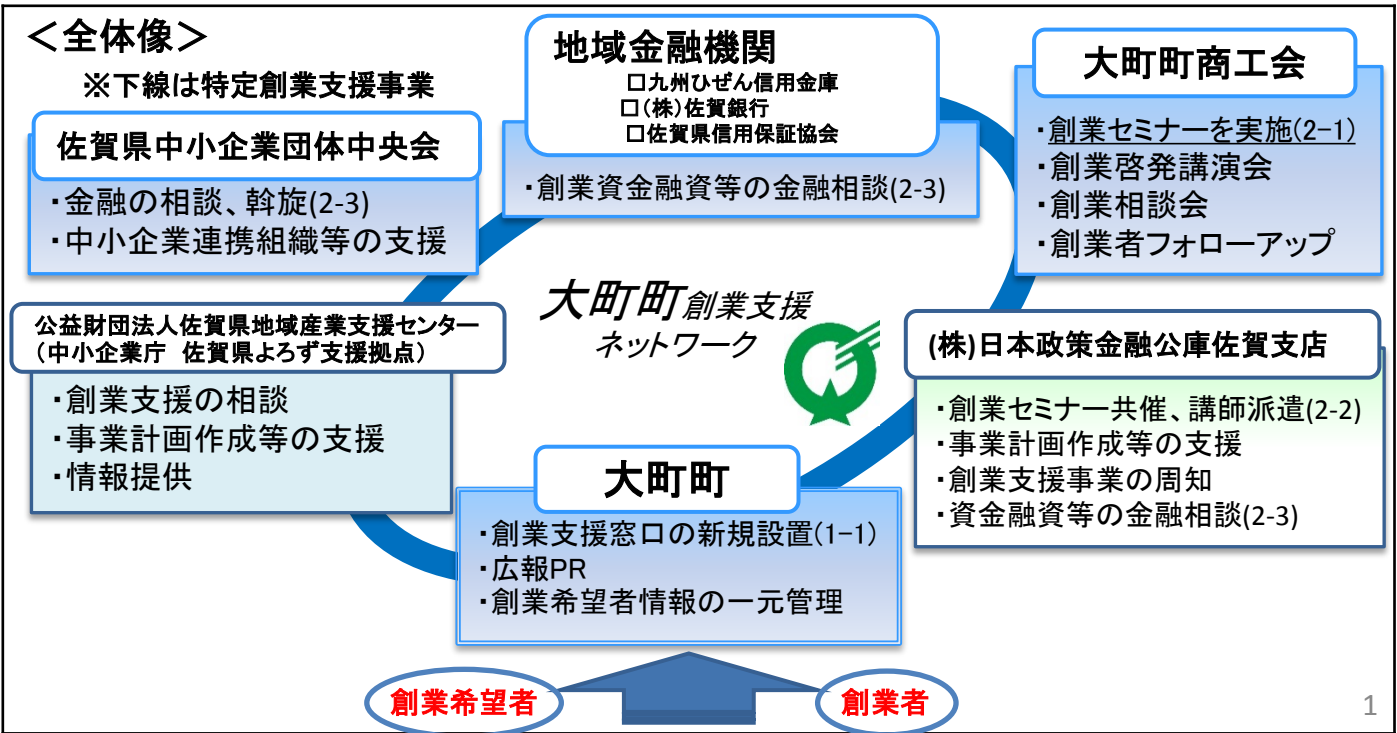 ＜全体像＞
※下線は特定創業支援事業
地域金融機関
□九州ひぜん信用金庫
□(株)佐賀銀行
□佐賀県信用保証協会
・創業資金融資等の金融相談(2-3)
大町町商工会
・創業セミナーを実施(2-1)
・創業啓発講演会
・創業相談会
・創業者フォローアップ
佐賀県中小企業団体中央会
・金融の相談、斡旋(2-3)
・中小企業連携組織等の支援
大町町創業支援
ネットワーク
公益財団法人佐賀県地域産業支援センター
（中小企業庁　佐賀県よろず支援拠点）
・創業支援の相談
・事業計画作成等の支援
・情報提供
(株)日本政策金融公庫佐賀支店
・創業セミナー共催、講師派遣(2-2)
・事業計画作成等の支援
・創業支援事業の周知
・資金融資等の金融相談(2-3)
大町町
・創業支援窓口の新規設置(1-1)
・広報PR
・創業希望者情報の一元管理
創業希望者
創業者
1